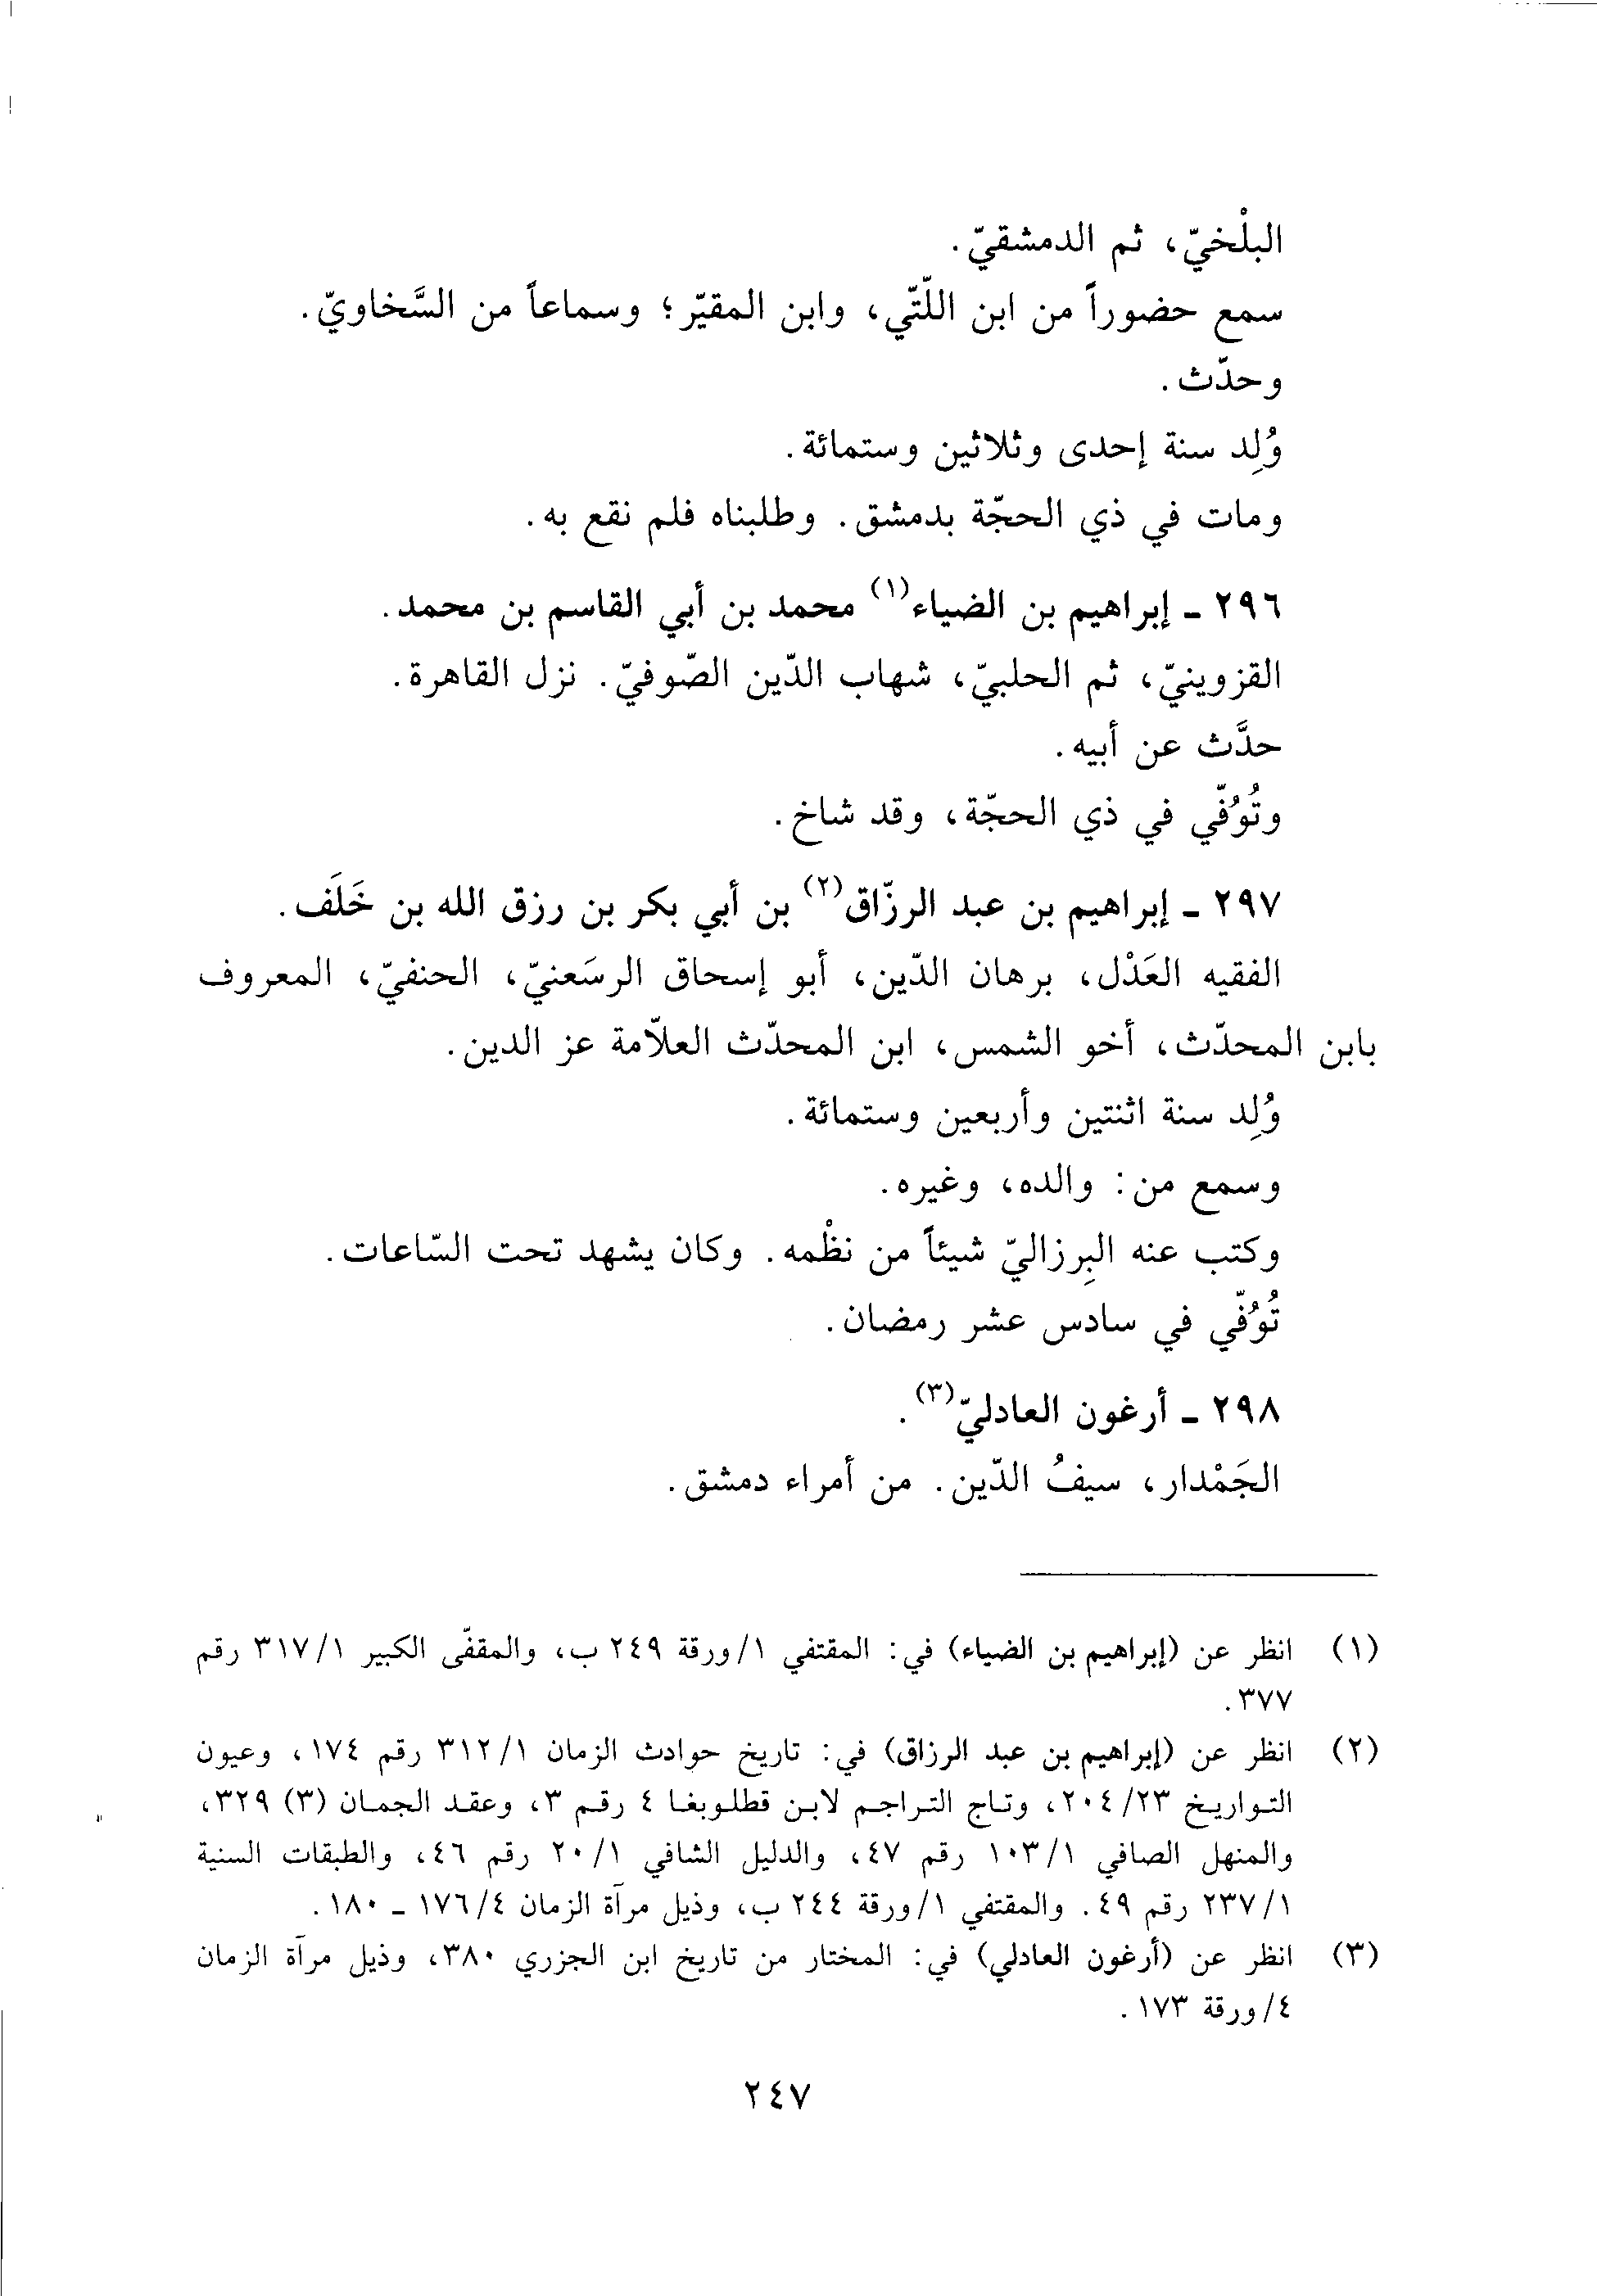 البلْخيّ، ثم الدمشقيّ.
سمع حضوراً من ابن اللّتّي، وابن المقيّر؛ وسماعاً من السَّخاويّ.
وحدّث.
وُلِد سنة إحدى وثلاثين وستمائة.
ومات في ذي الحجّة بدمشق. وطلبناه فلم نقع به.
٢٩٦ ـ إبراهيم بن الضياء(١) محمد بن أبي القاسم بن محمد.
القزوينيّ، ثم الحلبيّ، شهاب الدّين الصّوفيّ. نزل القاهرة.
حدَّث عن أبيه.
وتُوُفّي في ذي الحجّة، وقد شاخ.
٢٩٧ ـ إبراهيم بن عبد الرزّاق(٢) بن أبي بكر بن رزق الله بن خَلَف.
الفقيه العَدْل، برهان الدّين، أبو إسحاق الرسَعنيّ، الحنفيّ، المعروف
بابن المحدّث، أخو الشمس، ابن المحدّث العلاّمة عز الدين.
وُلِد سنة اثنتين وأربعين وستمائة.
وسمع من: والده، وغيره.
وكتب عنه البِرزاليّ شيئاً من نظْمه. وكان يشهد تحت السّاعات.
تُوُفّي في سادس عشر رمضان.
٢٩٨ ـ أرغون العادليّ(٣).
الجَمْدار، سيفُ الدّين. من أمراء دمشق.
(١) انظر عن (إبراهيم بن الضياء) في: المقتفي ١/ورقة ٢٤٩ ب، والمقفّى الكبير ٣١٧/١ رقم
٣٧٧.
(٢) انظر عن (إبراهيم بن عبد الرزاق) في: تاريخ حوادث الزمان ٣١٢/١ رقم ١٧٤، وعيون
التواريخ ٢٠٤/٢٣، وتاج التراجم لابن قطلوبغا ٤ رقم ٣، وعقد الجمان (٣) ٣٢٩،
والمنهل الصافي ١٠٣/١ رقم ٤٧، والدليل الشافي ٢٠/١ رقم ٤٦، والطبقات السنية
٢٣٧/١ رقم ٤٩. والمقتفي ١/ورقة ٢٤٤ ب، وذيل مرآة الزمان ١٧٦/٤ ـ ١٨٠.
(٣) انظر عن (أرغون العادلي) في: المختار من تاريخ ابن الجزري ٣٨٠، وذيل مرآة الزمان
٤/ورقة ١٧٣.
٢٤٧